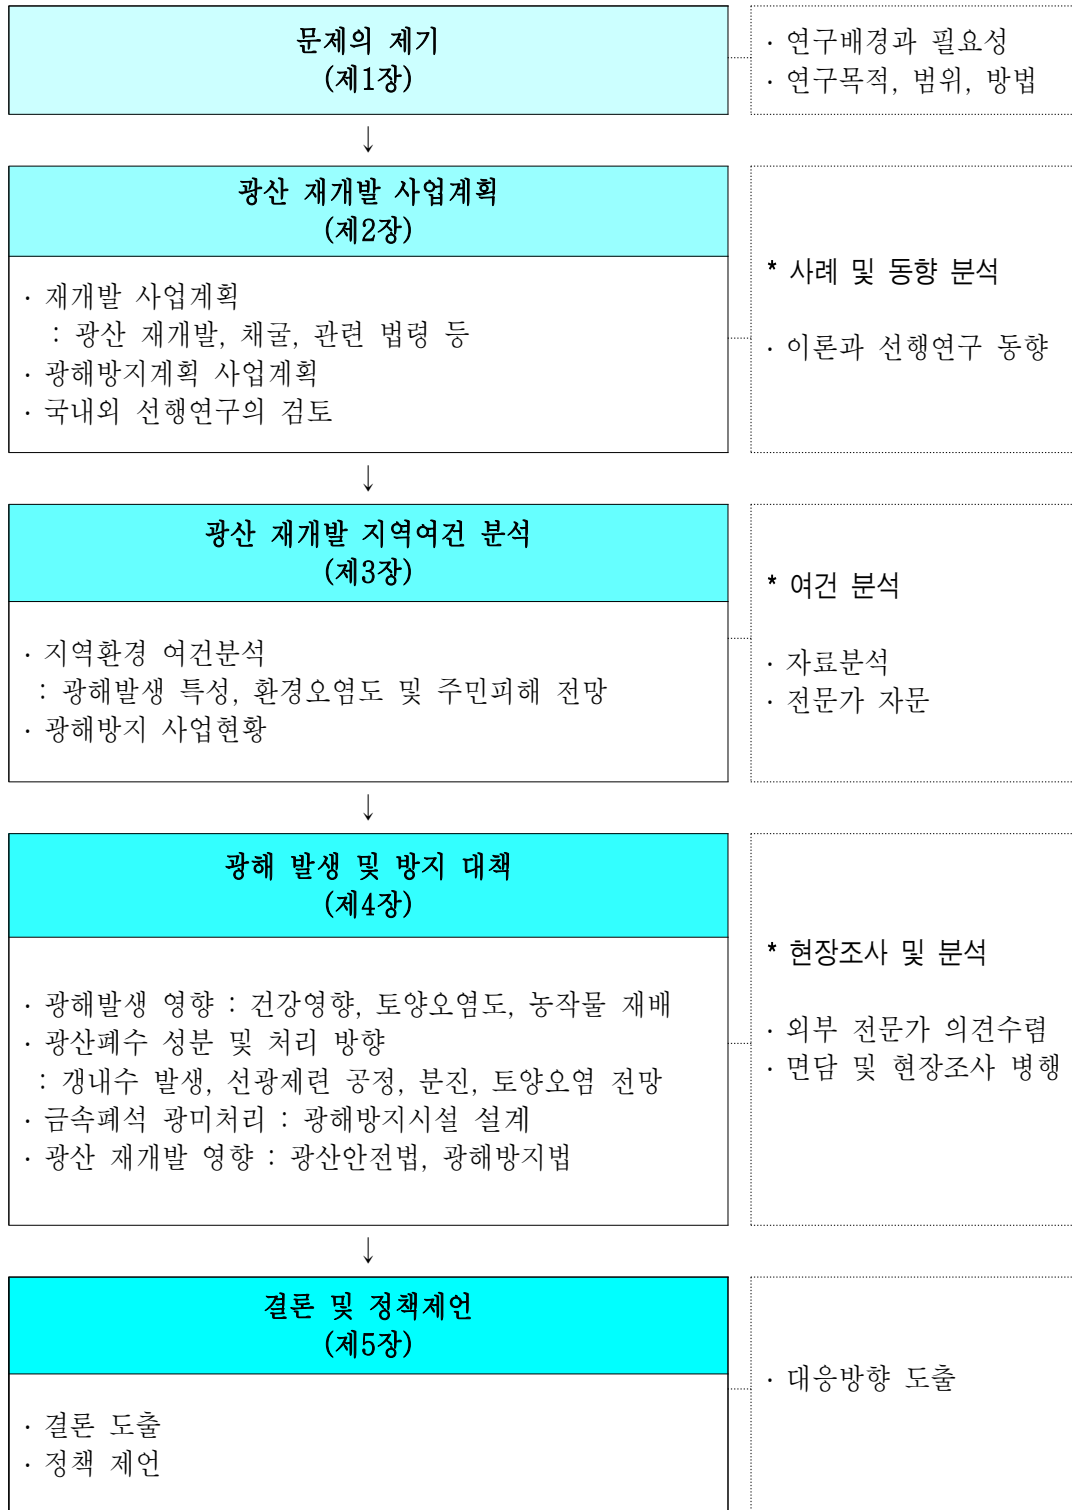 문제의 제기
(제1장)
· 연구배경과 필요성
· 연구목적, 범위, 방법
↓
광산 재개발 사업계획
(제2장)
· 재개발 사업계획
: 광산 재개발, 채굴, 관련 법령 등
· 광해방지계획 사업계획
· 국내외 선행연구의 검토
* 사례 및 동향 분석
· 이론과 선행연구 동향
↓
광산 재개발 지역여건 분석
(제3장)
· 지역환경 여건분석
: 광해발생 특성, 환경오염도 및 주민피해 전망
· 광해방지 사업현황
* 여건 분석
· 자료분석
· 전문가 자문
↓
광해 발생 및 방지 대책
(제4장)
· 광해발생 영향 : 건강영향, 토양오염도, 농작물 재배
· 광산폐수 성분 및 처리 방향
: 갱내수 발생, 선광제련 공정, 분진, 토양오염 전망
· 금속폐석 광미처리 : 광해방지시설 설계
· 광산 재개발 영향 : 광산안전법, 광해방지법
* 현장조사 및 분석
· 외부 전문가 의견수렴
· 면담 및 현장조사 병행
↓
결론 및 정책제언
(제5장)
· 결론 도출
· 정책 제언
· 대응방향 도출